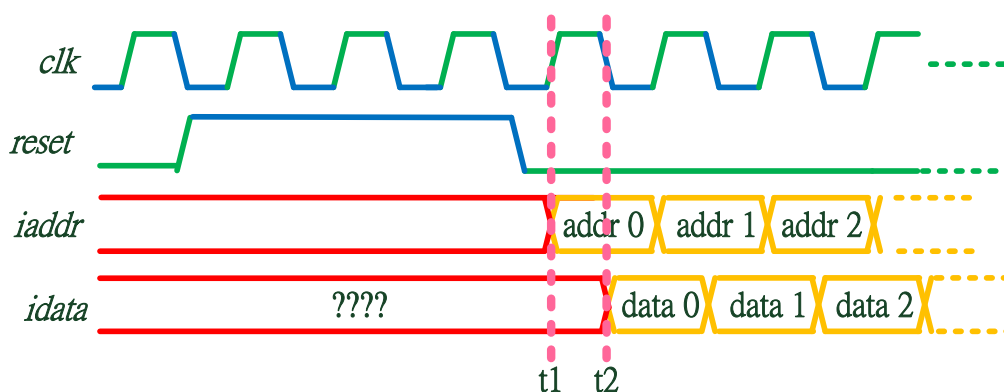 clk
reset
iaddr addr 0 addr 1 addr 2
idata ???? data 0 data 1 data 2
t1 t2